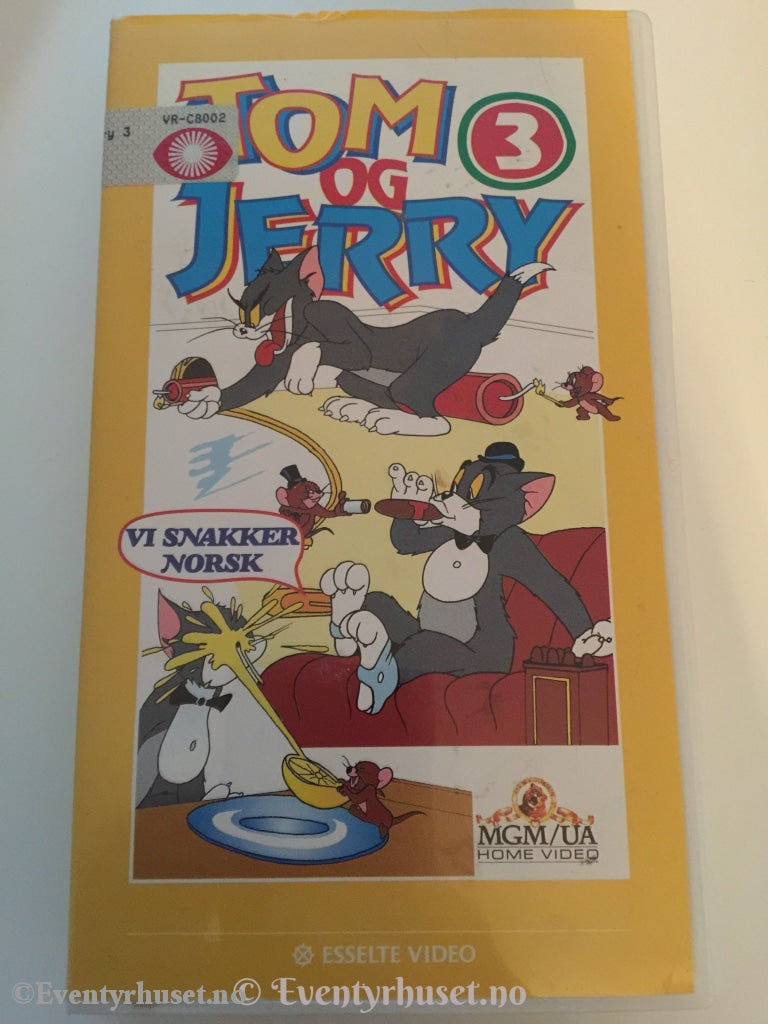 TOM
3
OG
JERRY
y 3 VR-C8002
VI SNAKKER
NORSK
MGM/UA
HOME VIDEO
ESSELTE VIDEO
©Eventyrhuset.no
© Eventyrhuset.no